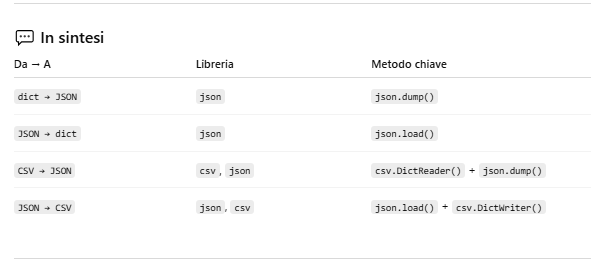 In sintesi
Da → A Libreria Metodo chiave
dict → JSON json json.dump()
JSON → dict json json.load()
CSV → JSON csv, json csv.DictReader() + json.dump()
JSON → CSV json, csv json.load() + csv.DictWriter()